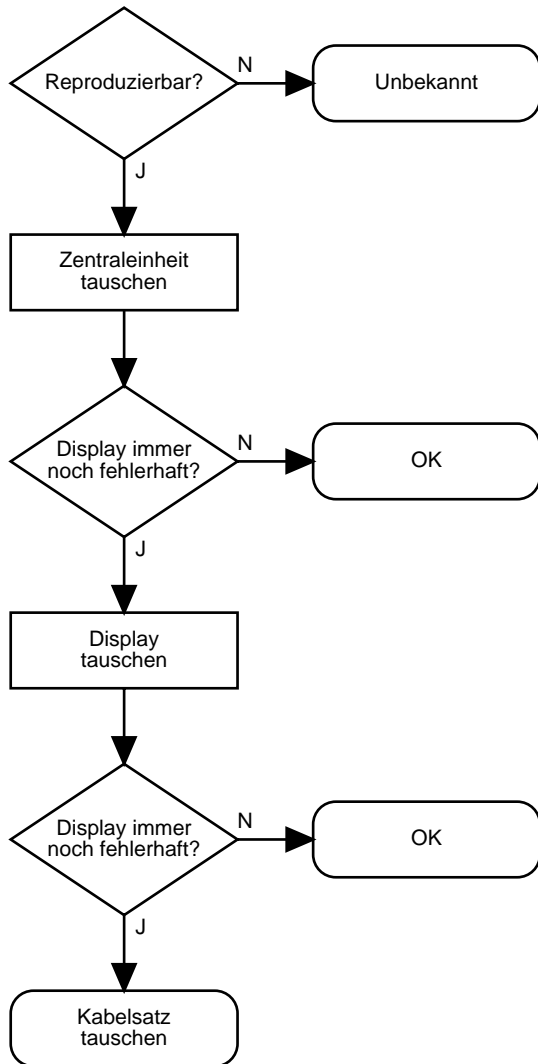 Reproduzierbar?
N
Unbekannt
J
Zentraleinheit
tauschen
Display immer
noch fehlerhaft?
N
OK
J
Display
tauschen
Display immer
noch fehlerhaft?
N
OK
J
Kabelsatz
tauschen